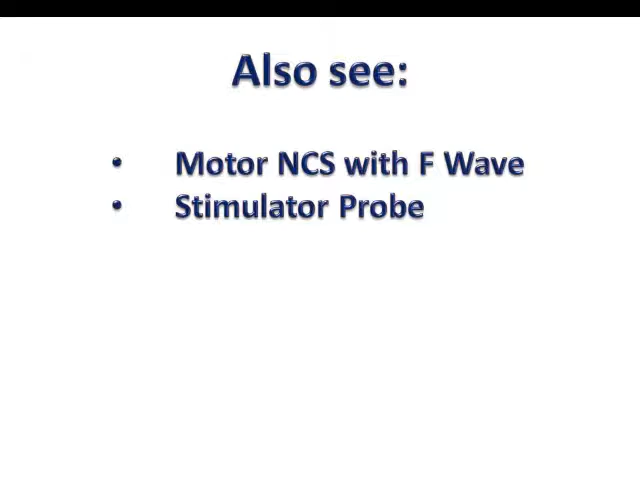 Also see:
• Motor NCS with F Wave
• Stimulator Probe